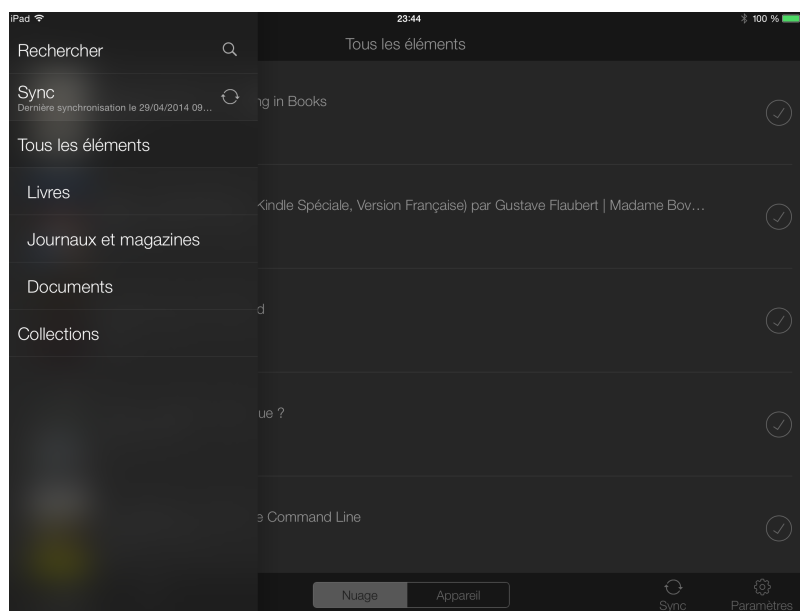 iPad 23:44 100 %
Rechercher
Tous les éléments
Sync
Dernière synchronisation le 29/04/2014 09...
Tous les éléments
Livres
Journaux et magazines
Documents
Collections
ng in Books
Kindle Spéciale, Version Française) par Gustave Flaubert | Madame Bov...
d
ue ?
e Command Line
Nuage Appareil
Sync Paramètres